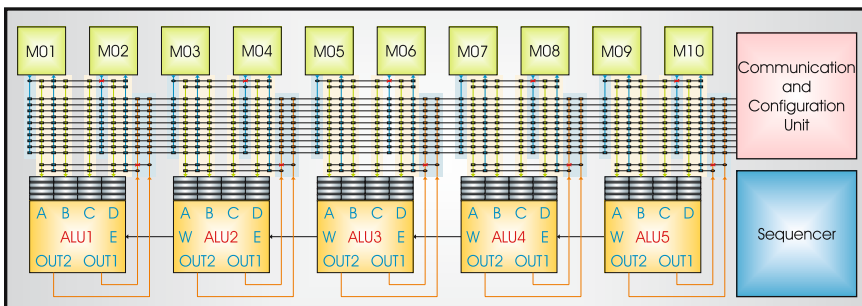 M01 M02 M03 M04 M05 M06 M07 M08 M09 M10
Communication
and
Configuration
Unit
A B C D A B C D A B C D A B C D A B C D
ALU1 E W ALU2 E W ALU3 E W ALU4 E W ALU5
OUT2 OUT1 OUT2 OUT1 OUT2 OUT1 OUT2 OUT1 OUT2 OUT1
Sequencer